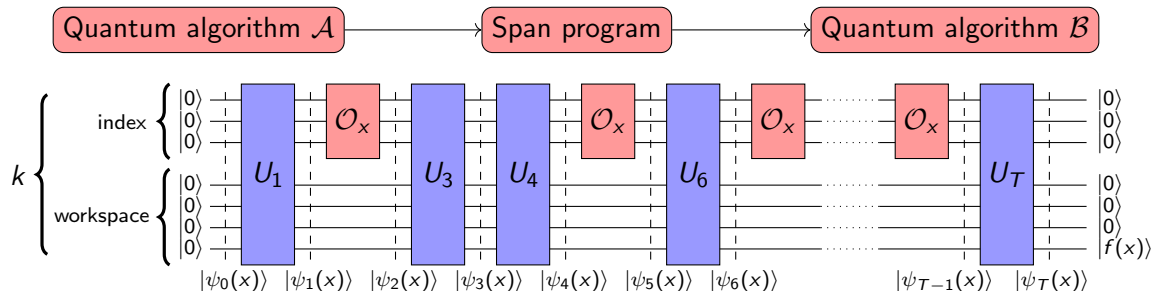 Quantum algorithm 𝒜 Span program Quantum algorithm ℬ
|0⟩ |0⟩
index |0⟩ U₁ 𝒪ₓ U₃ U₄ 𝒪ₓ U₆ 𝒪ₓ 𝒪ₓ U_T |0⟩
|0⟩ |0⟩
k
|0⟩ |0⟩
workspace |0⟩ |0⟩
|0⟩ |0⟩
|0⟩ |f(x)⟩
|ψ₀(x)⟩ |ψ₁(x)⟩ |ψ₂(x)⟩ |ψ₃(x)⟩ |ψ₄(x)⟩ |ψ₅(x)⟩ |ψ₆(x)⟩ |ψ_{T−1}(x)⟩ |ψ_T(x)⟩